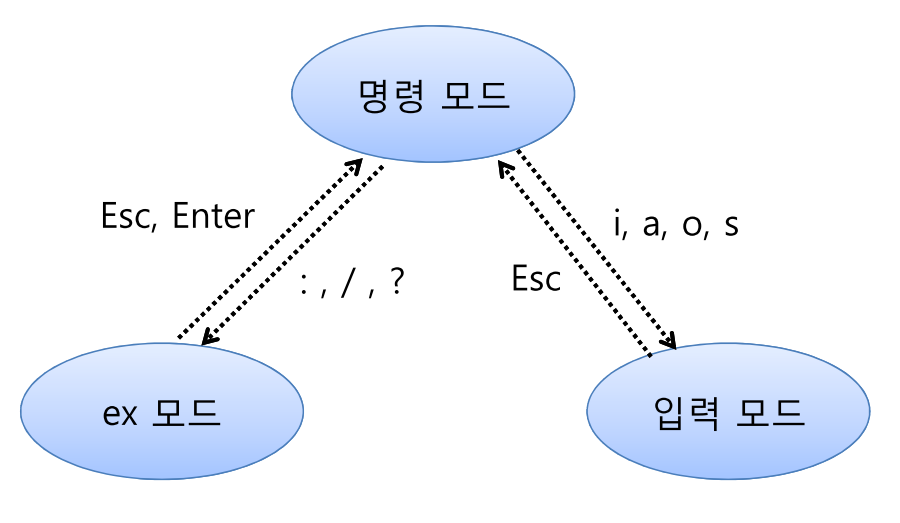 명령 모드
Esc, Enter
i, a, o, s
: , / , ?
Esc
ex 모드
입력 모드